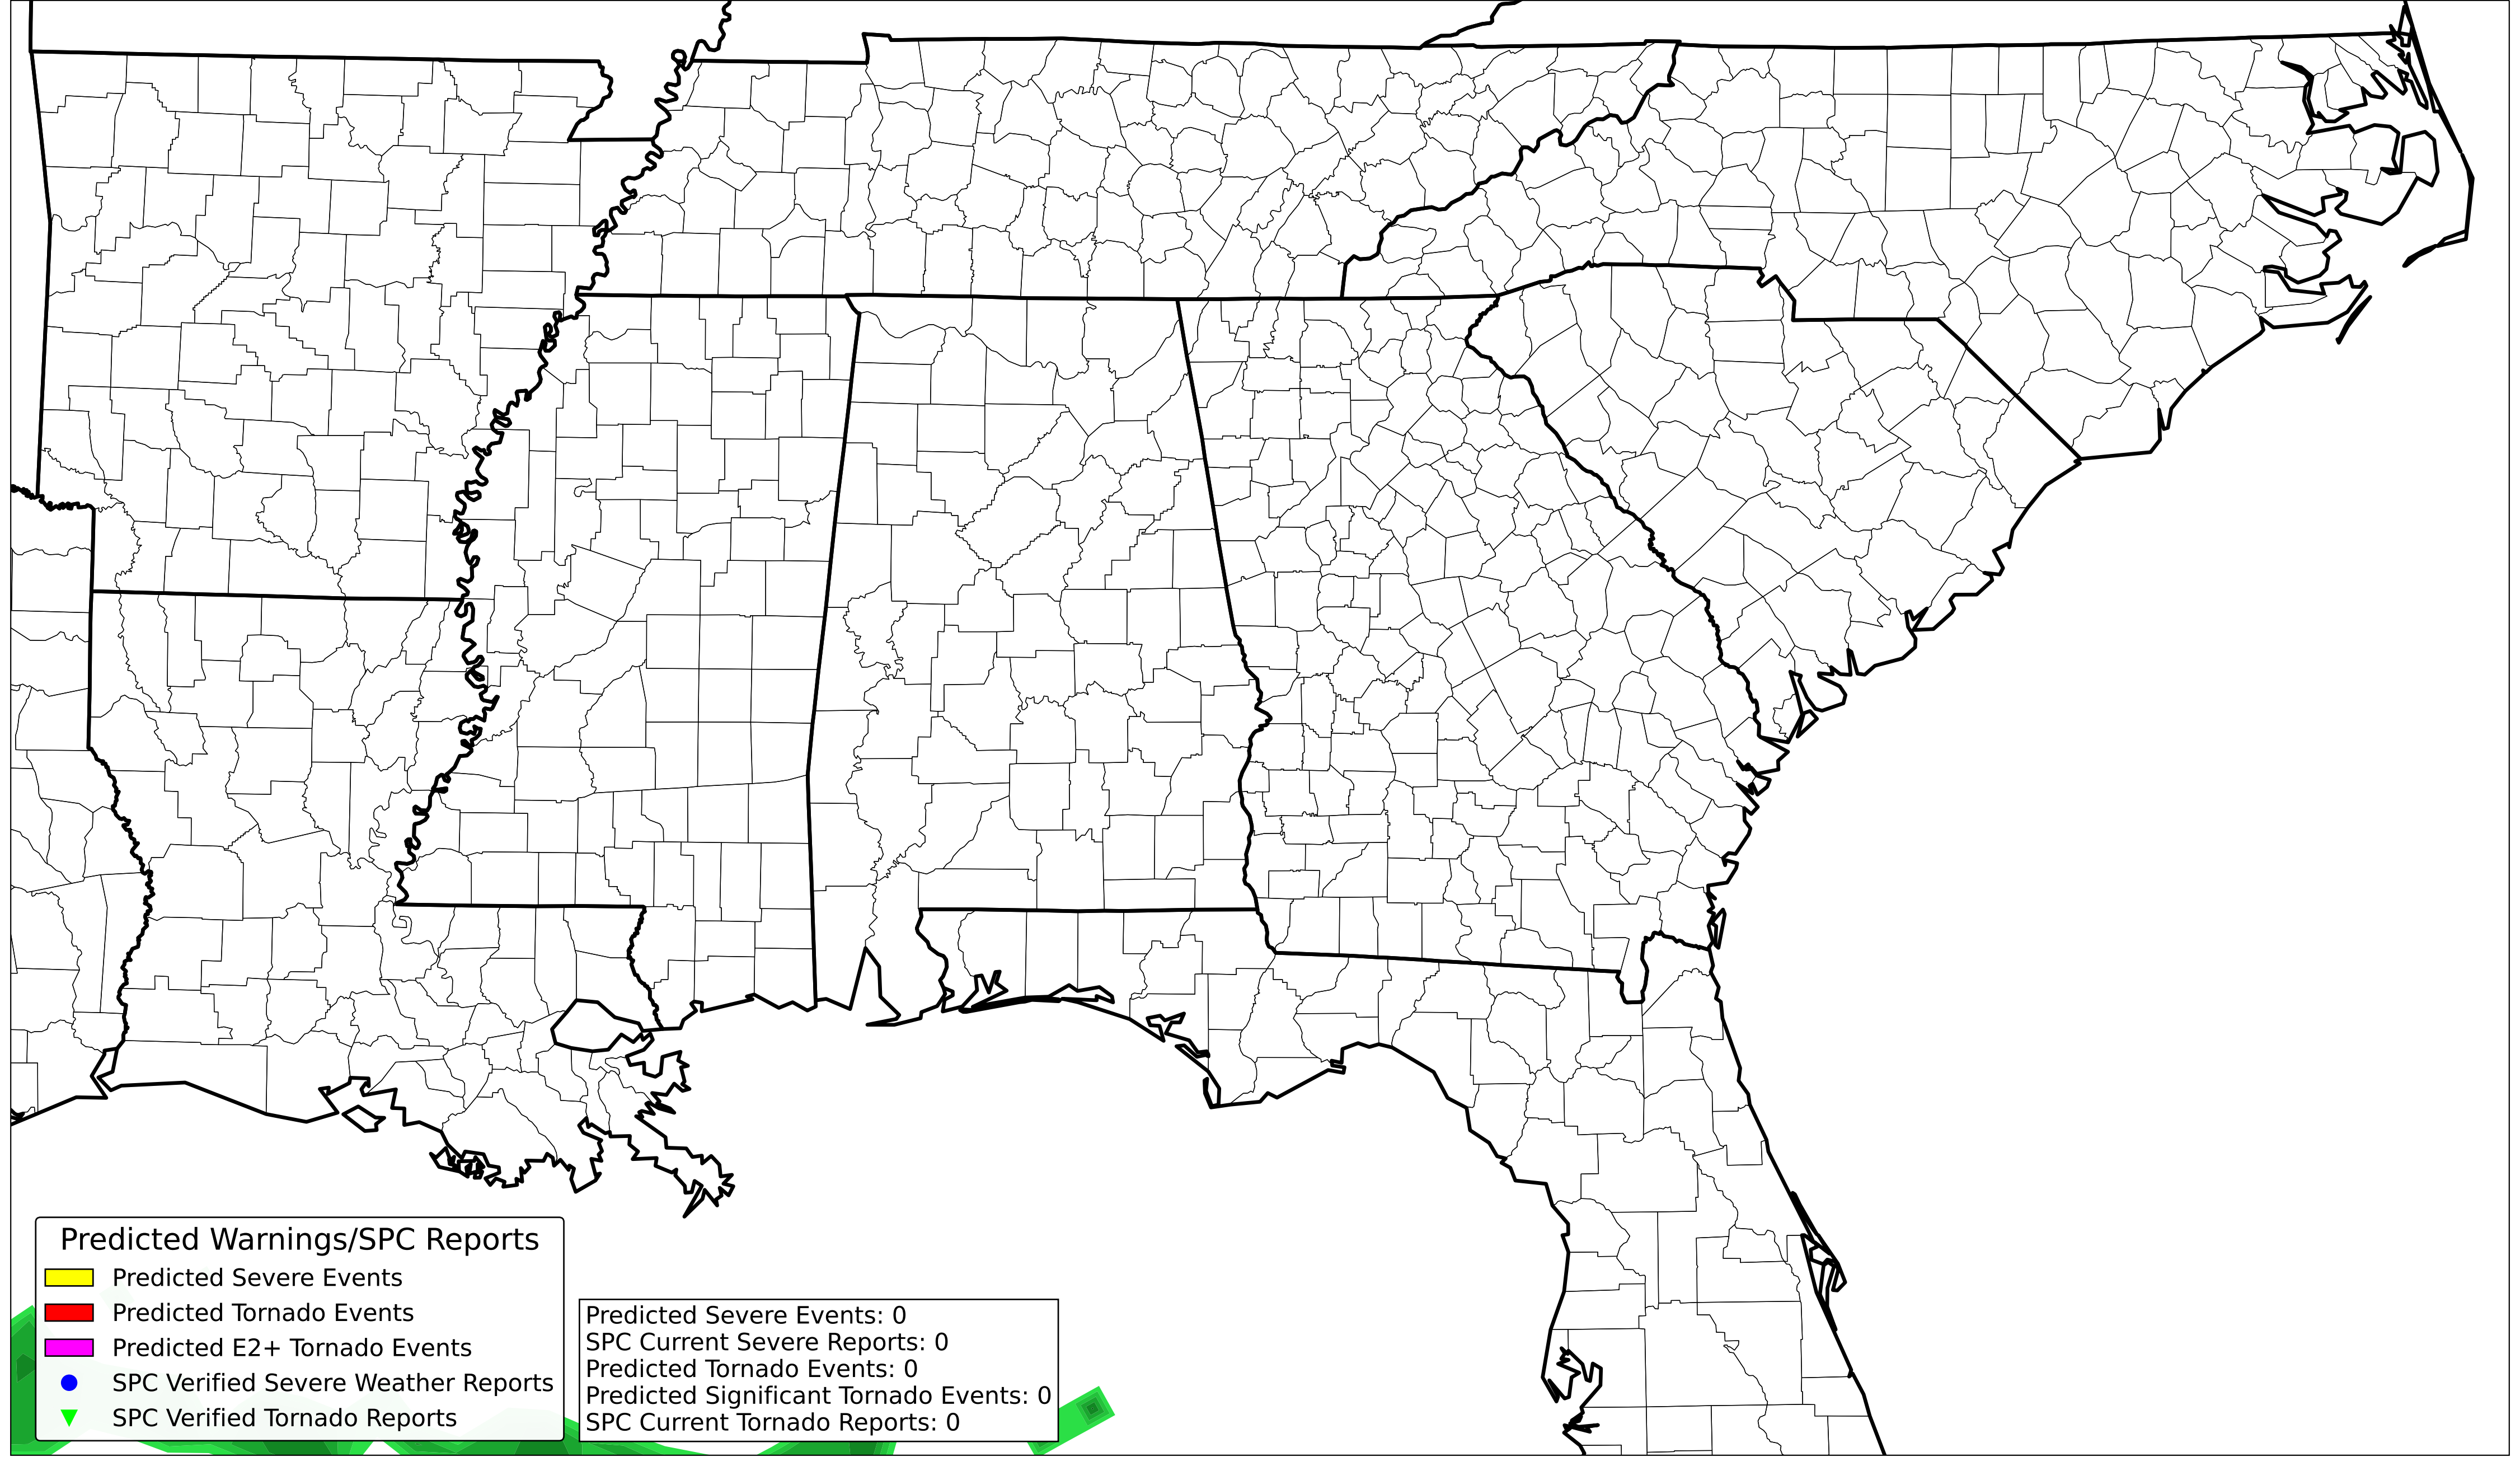 Predicted Warnings/SPC Reports
Predicted Severe Events
Predicted Tornado Events
Predicted E2+ Tornado Events
SPC Verified Severe Weather Reports
SPC Verified Tornado Reports
Predicted Severe Events: 0
SPC Current Severe Reports: 0
Predicted Tornado Events: 0
Predicted Significant Tornado Events: 0
SPC Current Tornado Reports: 0